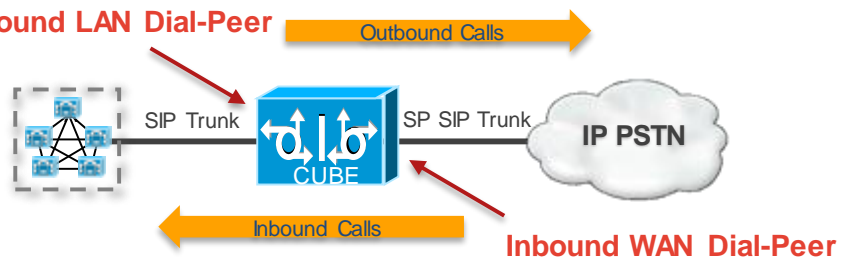 ound LAN Dial-Peer
Outbound Calls
SIP Trunk
SP SIP Trunk
IP PSTN
CUBE
Inbound Calls
Inbound WAN Dial-Peer